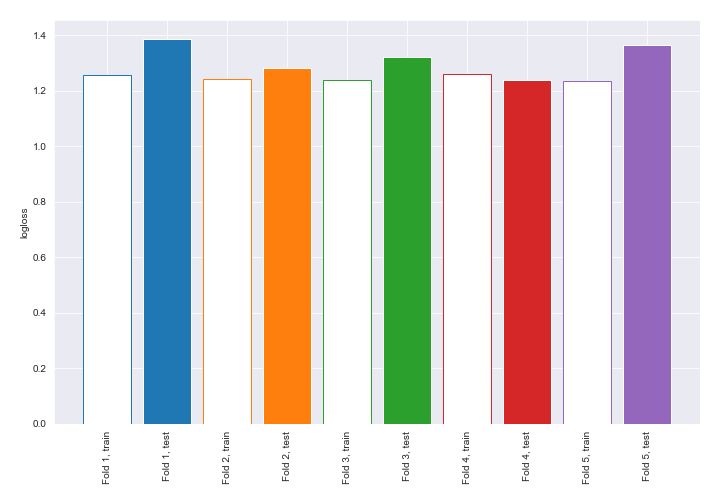 1.4
1.2
1.0
0.8
0.6
0.4
0.2
0.0
logloss
Fold 1, train
Fold 1, test
Fold 2, train
Fold 2, test
Fold 3, train
Fold 3, test
Fold 4, train
Fold 4, test
Fold 5, train
Fold 5, test